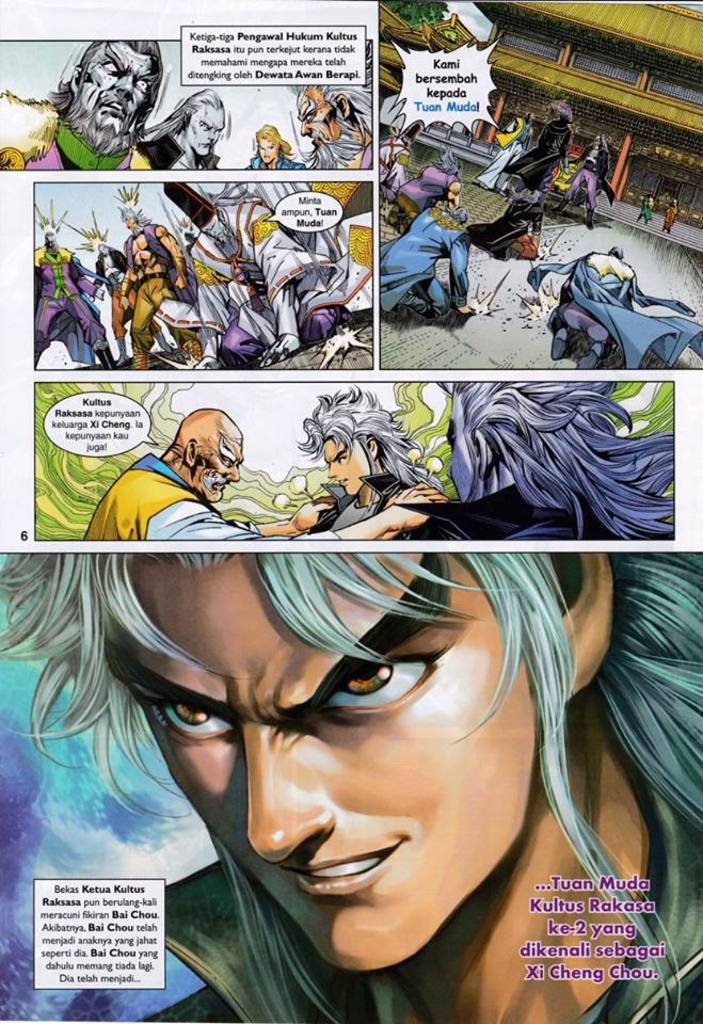 Ketiga-tiga Pengawal Hukum Kultus
Raksasa itu pun terkejut kerana tidak
memahami mengapa mereka telah
ditengking oleh Dewata Awan Berapi.
Kami
bersembah
kepada
Tuan Muda!
Minta
ampun, Tuan
Muda!
Kultus
Raksasa kepunyaan
keluarga Xi Cheng. Ia
kepunyaan kau
juga!
6
Bekas Ketua Kultus
Raksasa pun berulang-kali
meracuni fikiran Bai Chou.
Akibatnya, Bai Chou telah
menjadi anaknya yang jahat
seperti dia. Bai Chou yang
dahulu memang tiada lagi.
Dia telah menjadi...
...Tuan Muda
Kultus Rakasa
ke-2 yang
dikenali sebagai
Xi Cheng Chou.